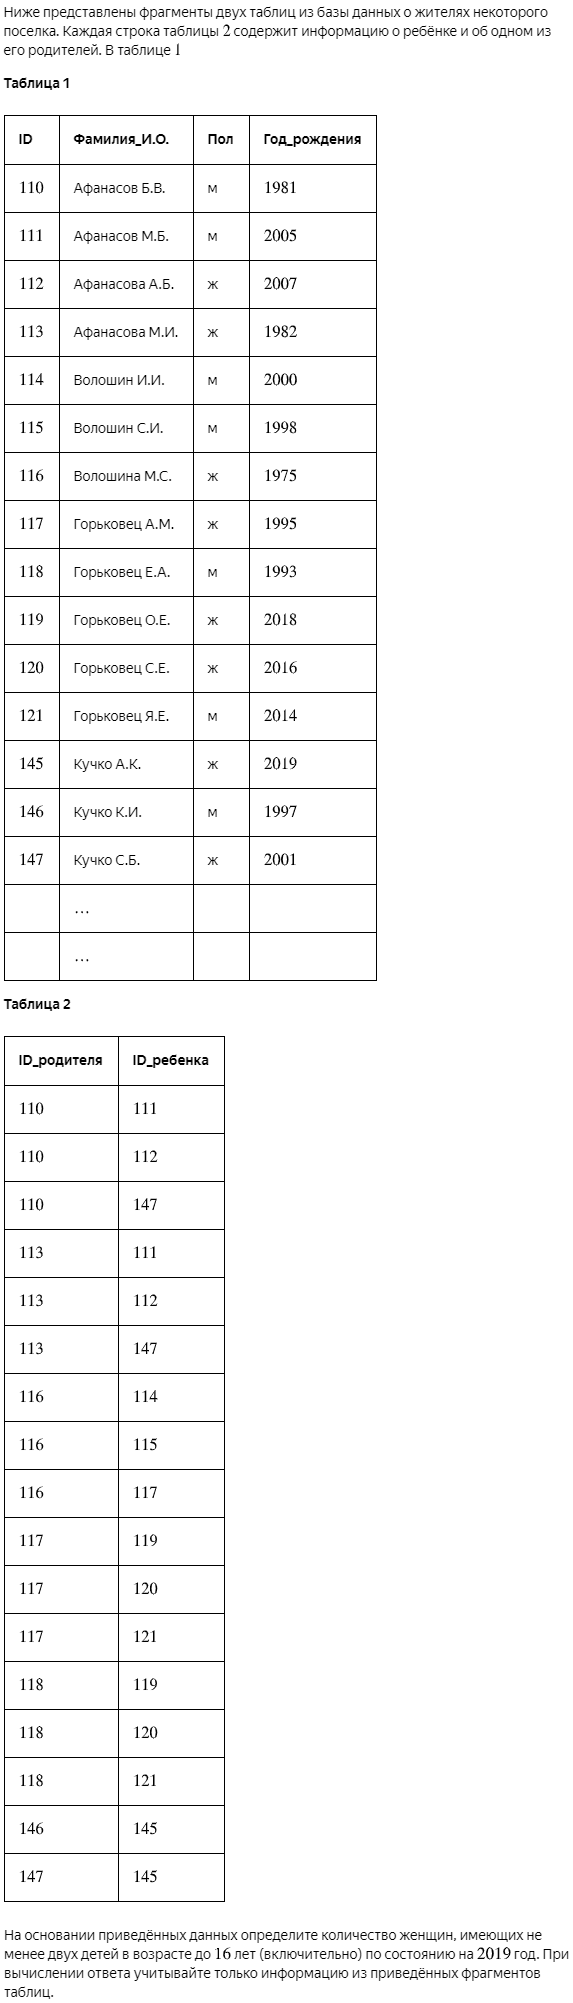 Ниже представлены фрагменты двух таблиц из базы данных о жителях некоторого
поселка. Каждая строка таблицы 2 содержит информацию о ребёнке и об одном из
его родителей. В таблице 1
Таблица 1
ID Фамилия_И.О. Пол Год_рождения
110 Афанасов Б.В. м 1981
111 Афанасов М.Б. м 2005
112 Афанасова А.Б. ж 2007
113 Афанасова М.И. ж 1982
114 Волошин И.И. м 2000
115 Волошин С.И. м 1998
116 Волошина М.С. ж 1975
117 Горьковец А.М. ж 1995
118 Горьковец Е.А. м 1993
119 Горьковец О.Е. ж 2018
120 Горьковец С.Е. ж 2016
121 Горьковец Я.Е. м 2014
145 Кучко А.К. ж 2019
146 Кучко К.И. м 1997
147 Кучко С.Б. ж 2001
...
...
Таблица 2
ID_родителя ID_ребенка
110 111
110 112
110 147
113 111
113 112
113 147
116 114
116 115
116 117
117 119
117 120
117 121
118 119
118 120
118 121
146 145
147 145
На основании приведённых данных определите количество женщин, имеющих не
менее двух детей в возрасте до 16 лет (включительно) по состоянию на 2019 год. При
вычислении ответа учитывайте только информацию из приведённых фрагментов
таблиц.